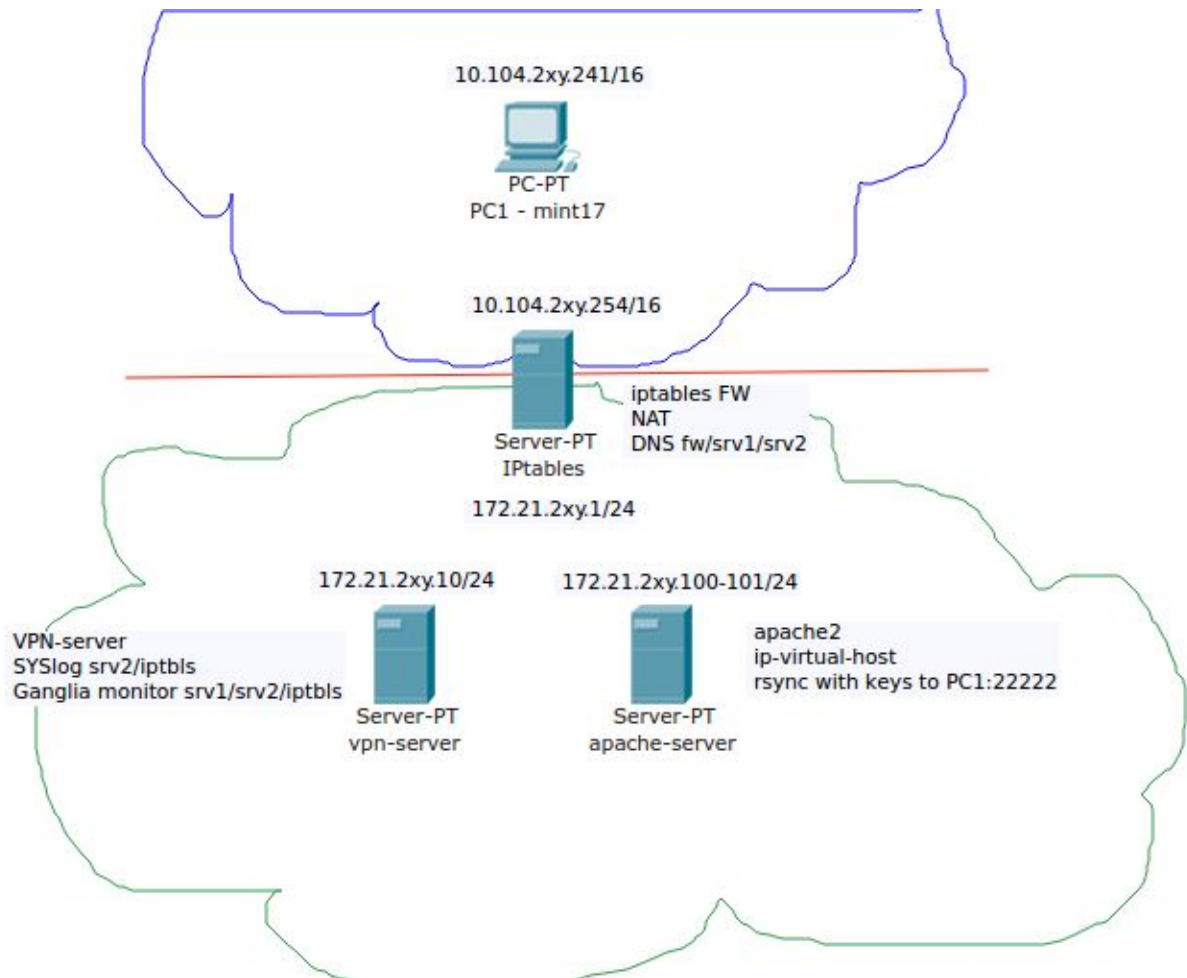 10.104.2xy.241/16
PC-PT
PC1 - mint17
10.104.2xy.254/16
iptables FW
NAT
DNS fw/srv1/srv2
Server-PT
IPtables
172.21.2xy.1/24
172.21.2xy.10/24
172.21.2xy.100-101/24
VPN-server
SYSlog srv2/iptbls
Ganglia monitor srv1/srv2/iptbls
Server-PT
vpn-server
Server-PT
apache-server
apache2
ip-virtual-host
rsync with keys to PC1:22222